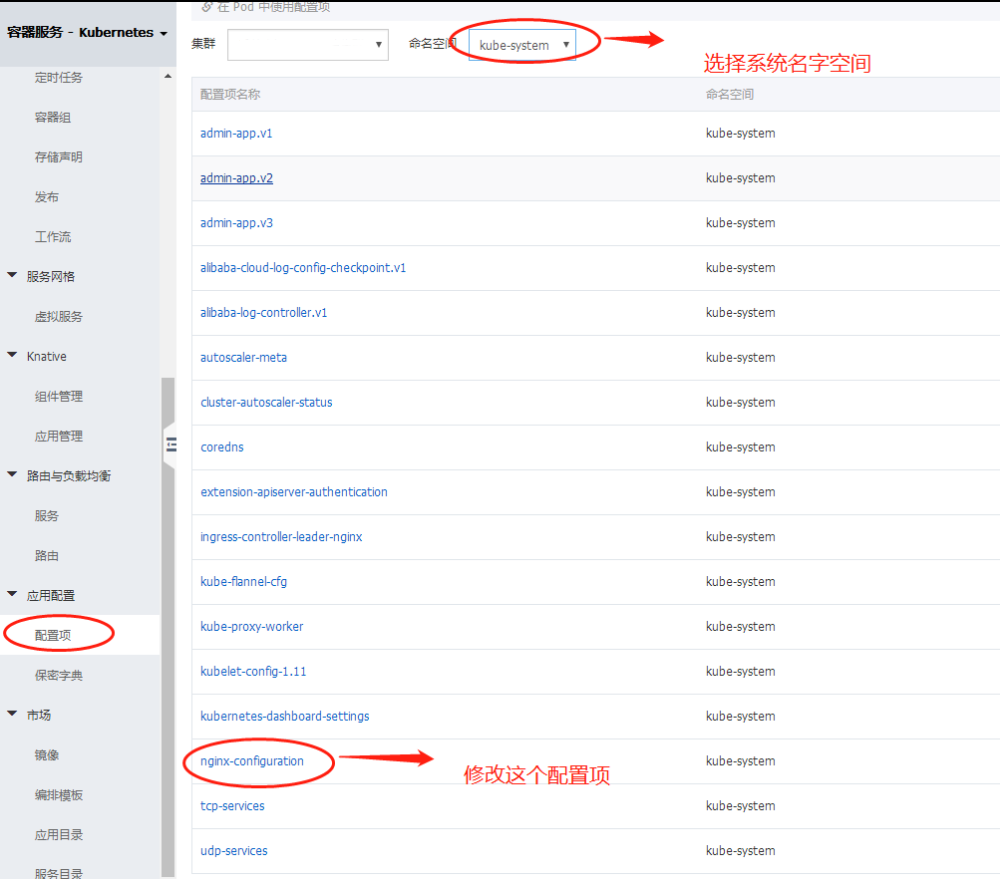 在 Pod 中使用配置项
容器服务 - Kubernetes
集群
命名空间
kube-system
选择系统名字空间
定时任务
容器组
存储声明
发布
工作流
服务网格
虚拟服务
Knative
组件管理
应用管理
路由与负载均衡
服务
路由
应用配置
配置项
保密字典
市场
镜像
编排模板
应用目录
服务目录
配置项名称 命名空间
admin-app.v1 kube-system
admin-app.v2 kube-system
admin-app.v3 kube-system
alibaba-cloud-log-config-checkpoint.v1 kube-system
alibaba-log-controller.v1 kube-system
autoscaler-meta kube-system
cluster-autoscaler-status kube-system
coredns kube-system
extension-apiserver-authentication kube-system
ingress-controller-leader-nginx kube-system
kube-flannel-cfg kube-system
kube-proxy-worker kube-system
kubelet-config-1.11 kube-system
kubernetes-dashboard-settings kube-system
nginx-configuration kube-system
修改这个配置项
tcp-services kube-system
udp-services kube-system